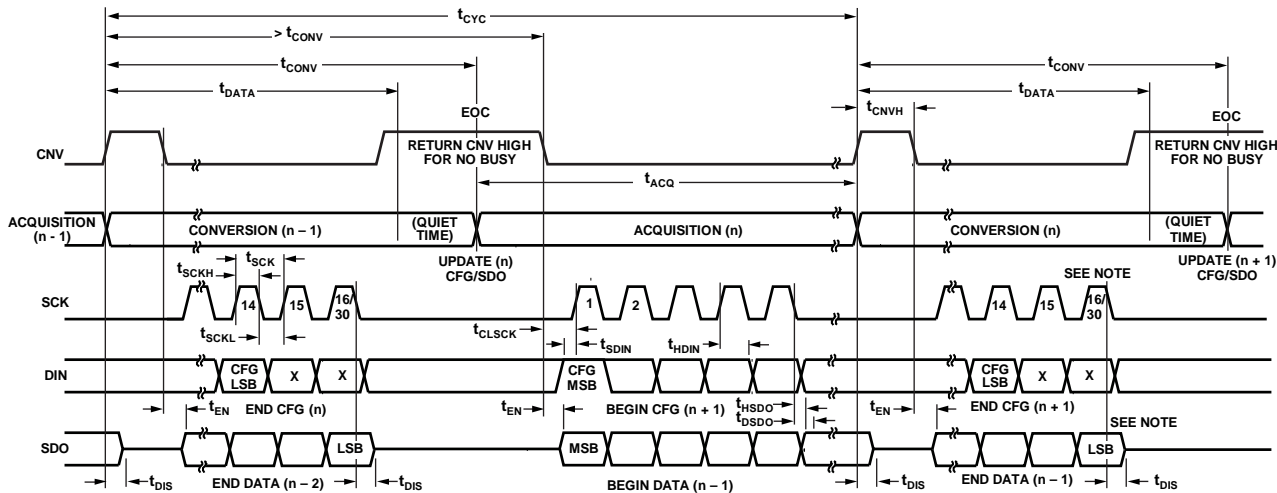 tCYC
> tCONV
tCONV
tCONV
tDATA
tDATA
EOC
tCNVH
EOC
CNV
RETURN CNV HIGH
FOR NO BUSY
RETURN CNV HIGH
FOR NO BUSY
tACQ
ACQUISITION
(n - 1)
CONVERSION (n – 1)
(QUIET
TIME)
ACQUISITION (n)
CONVERSION (n)
(QUIET
TIME)
UPDATE (n)
CFG/SDO
UPDATE (n + 1)
CFG/SDO
tSCK
tSCKH
SEE NOTE
SCK
14
15
16/
30
1
2
14
15
16/
30
tSCKL
tCLSCK
tSDIN
tHDIN
DIN
CFG
LSB
X
X
CFG
MSB
CFG
LSB
X
X
tEN
END CFG (n)
tEN
BEGIN CFG (n + 1)
tHSDO
tDSDO
tEN
END CFG (n + 1)
SEE NOTE
SDO
LSB
MSB
LSB
tDIS
END DATA (n – 2)
tDIS
BEGIN DATA (n – 1)
tDIS
END DATA (n – 1)
tDIS